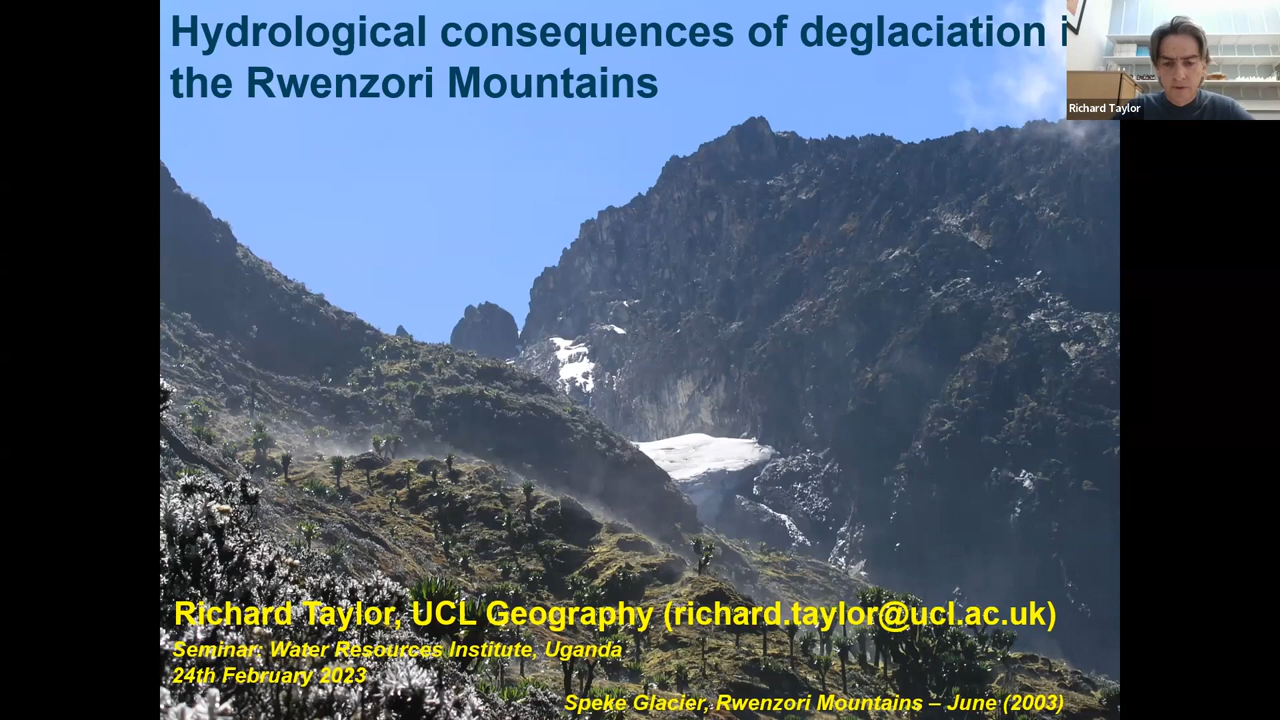 Hydrological consequences of deglaciation i
the Rwenzori Mountains
Richard Taylor
Richard Taylor, UCL Geography (richard.taylor@ucl.ac.uk)
Seminar: Water Resources Institute, Uganda
24th February 2023
Speke Glacier, Rwenzori Mountains – June (2003)